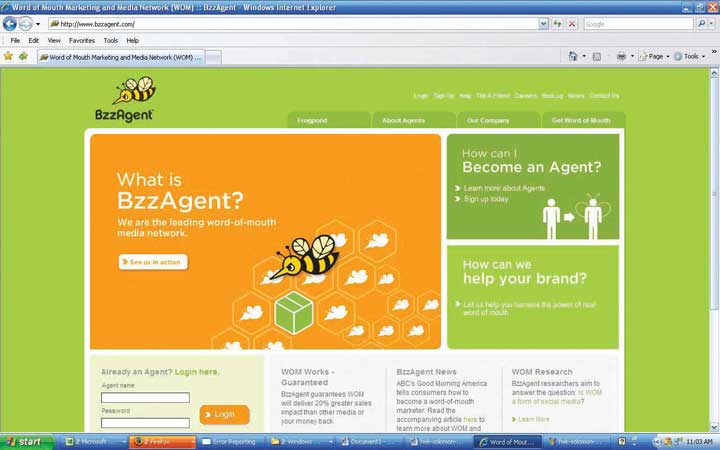 Word of Mouth Marketing and Media Network (WOM) :: BzzAgent - Windows Internet Explorer
http://www.bzzagent.com/
Google
File Edit View Favorites Tools Help
Word of Mouth Marketing and Media Network (WOM) ...
Page Tools
BzzAgent
Login Sign Up Help Tell A Friend Careers BeeLog News Contact Us
Frogpond About Agents Our Company Get Word of Mouth
What is
BzzAgent?
We are the leading word-of-mouth
media network.
See us in action
How can I
Become an Agent?
Learn more about Agents.
Sign up today.
How can we
help your brand?
Let us help you harness the power of real
word of mouth.
Already an Agent? Login here.
Agent name
Password
Login
WOM Works -
Guaranteed
BzzAgent guarantees WOM
will deliver 20% greater sales
impact than other media or
your money back.
BzzAgent News
ABC's Good Morning America
tells consumers how to
become a word-of-mouth
marketer. Read the
accompanying article here to
learn more about WOM and
WOM Research
BzzAgent researchers aim to
answer the question: Is WOM
a form of social media?
Learn More
start
2 Microsoft ...
2 Firefox
Error Reporting
2 Windows ...
Document1 - ...
fwk-solomon-...
Word of Mout...
fwk-solomon-...
11:03 AM